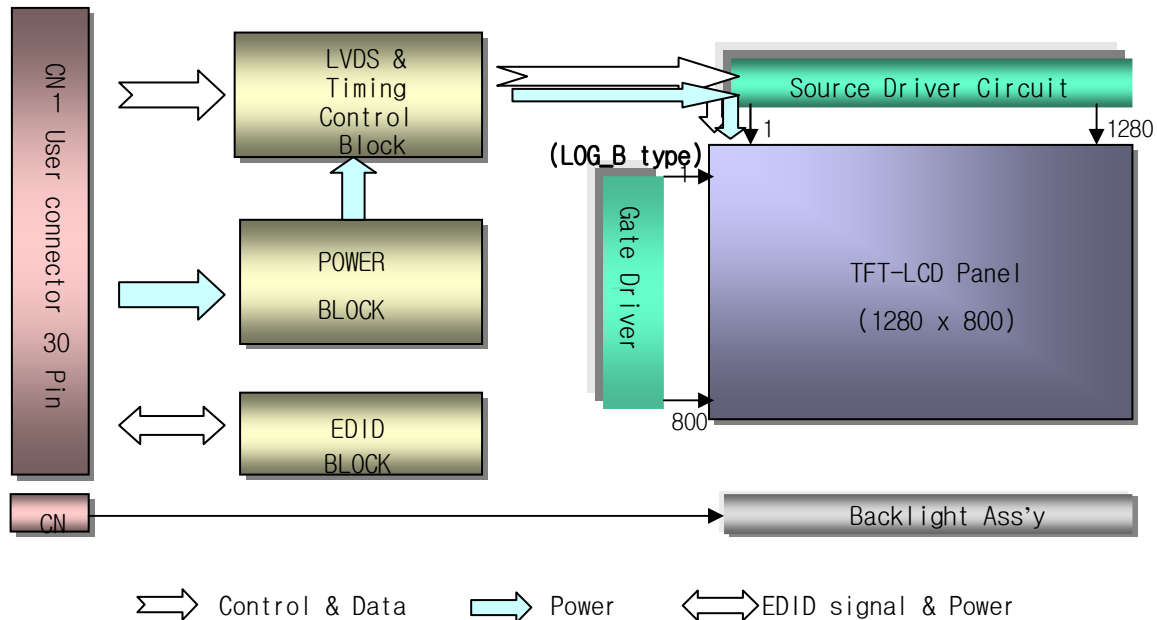 CN1 User connector 30 Pin
LVDS &
Timing
Control
Block
Source Driver Circuit
1
1280
(LOG_B type)
1
Gate Driver
POWER
BLOCK
TFT-LCD Panel
(1280 x 800)
800
EDID
BLOCK
CN
Backlight Ass'y
Control & Data
Power
EDID signal & Power